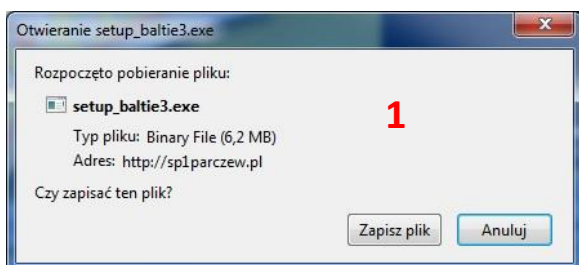 Otwieranie setup_baltie3.exe
Rozpoczęto pobieranie pliku:
setup_baltie3.exe
1
Typ pliku: Binary File (6,2 MB)
Adres: http://sp1parczew.pl
Czy zapisać ten plik?
Zapisz plik Anuluj